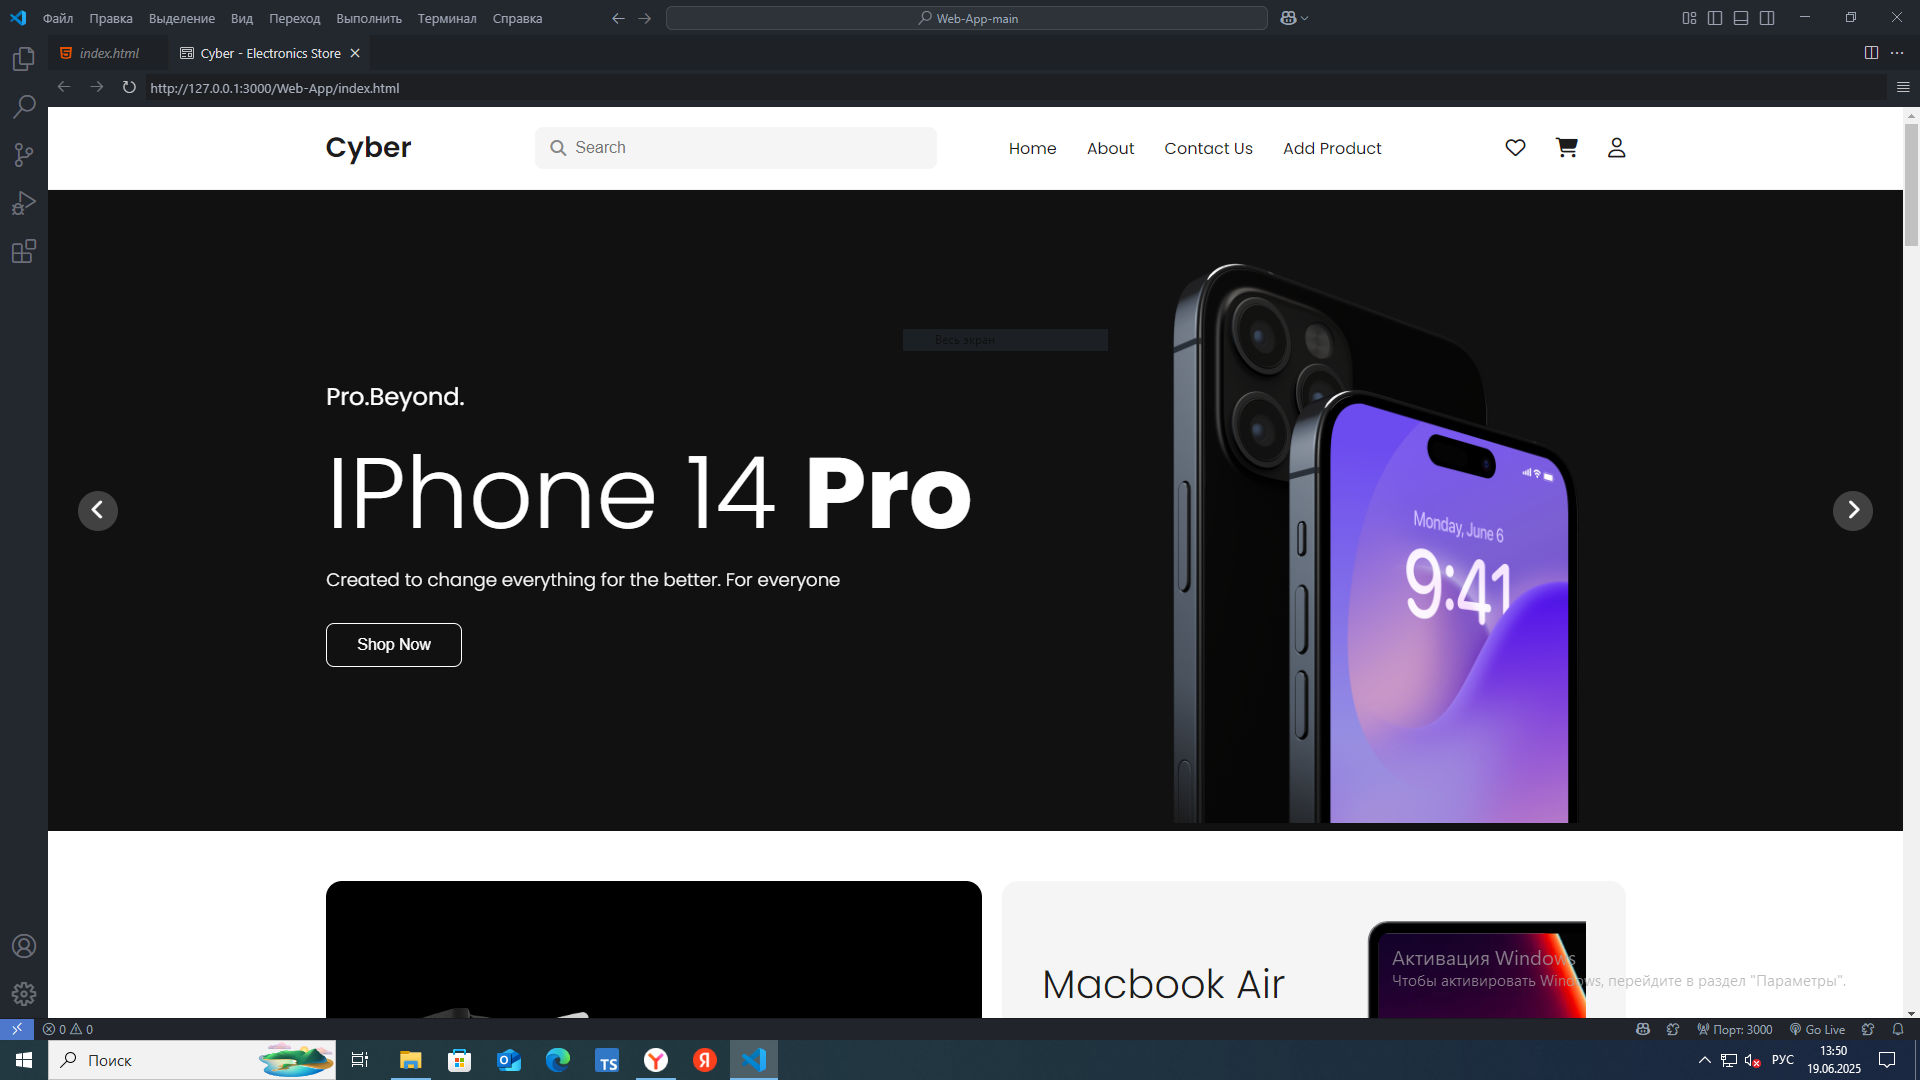 Файл Правка Выделение Вид Переход Выполнить Терминал Справка Web-App-main
index.html Cyber - Electronics Store
http://127.0.0.1:3000/Web-App/index.html
Cyber Search Home About Contact Us Add Product
Весь экран
Pro.Beyond.
IPhone 14 Pro
Created to change everything for the better. For everyone
Shop Now
Monday, June 6
9:41
Macbook Air
Активация Windows
Чтобы активировать Windows, перейдите в раздел "Параметры".
0 0 Порт: 3000 Go Live
Поиск TS Y Я РУС 13:50
19.06.2025